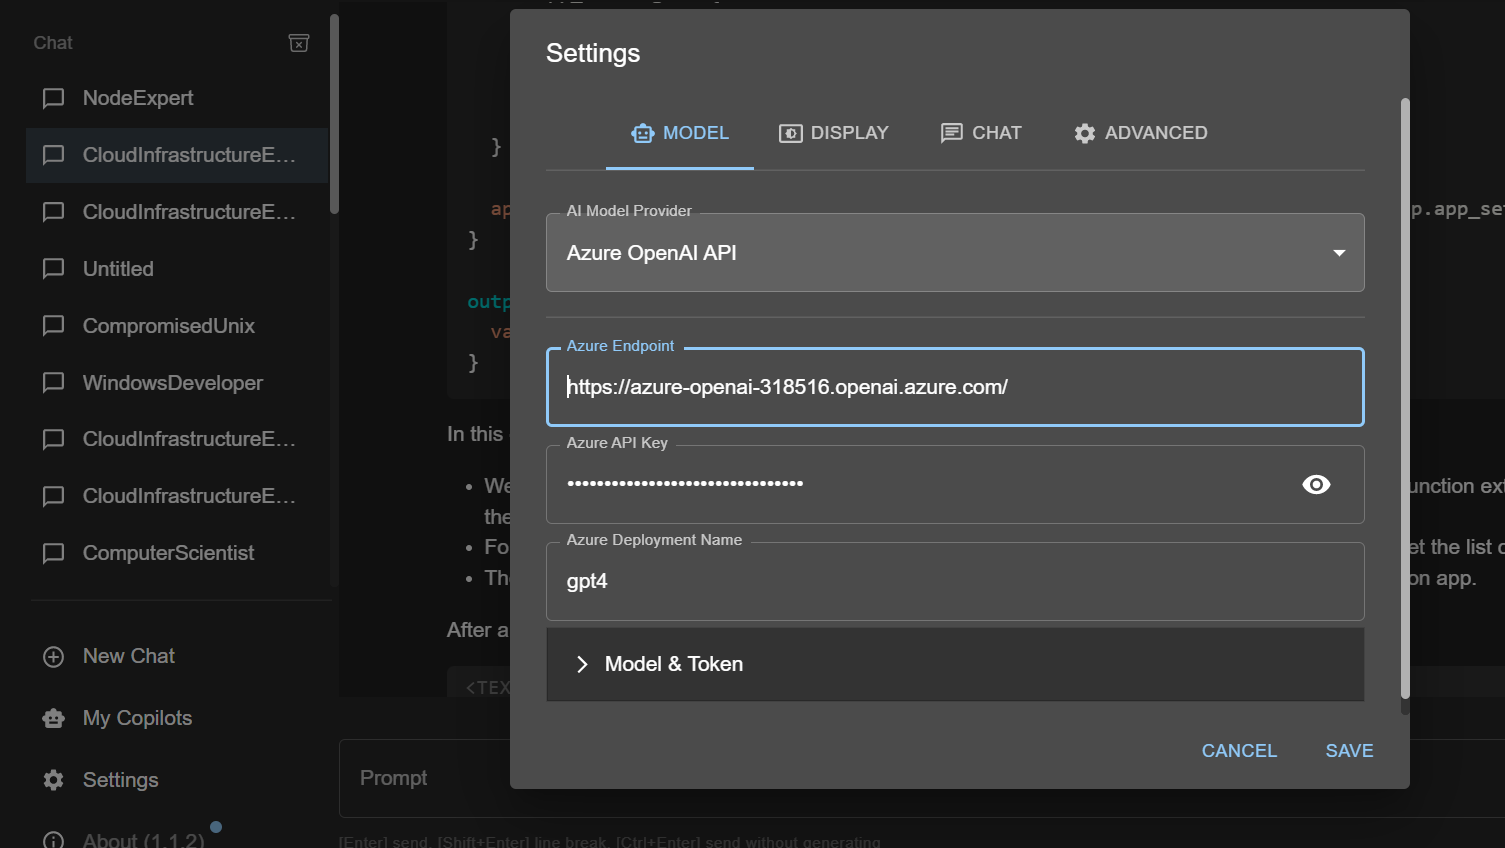 Chat
NodeExpert
CloudInfrastructureE...
CloudInfrastructureE...
Untitled
CompromisedUnix
WindowsDeveloper
CloudInfrastructureE...
CloudInfrastructureE...
ComputerScientist
New Chat
My Copilots
Settings
About (1.1.2)
}
ap
p.app_set
}
outp
va
}
In this
We
unction ext
the
Fo
et the list o
The
on app.
After a
<TEX
Prompt
[Enter] send, [Shift+Enter] line break, [Ctrl+Enter] send without generating
Settings
MODEL
DISPLAY
CHAT
ADVANCED
AI Model Provider
Azure OpenAI API
Azure Endpoint
https://azure-openai-318516.openai.azure.com/
Azure API Key
••••••••••••••••••••••••••••••••
Azure Deployment Name
gpt4
Model & Token
CANCEL
SAVE